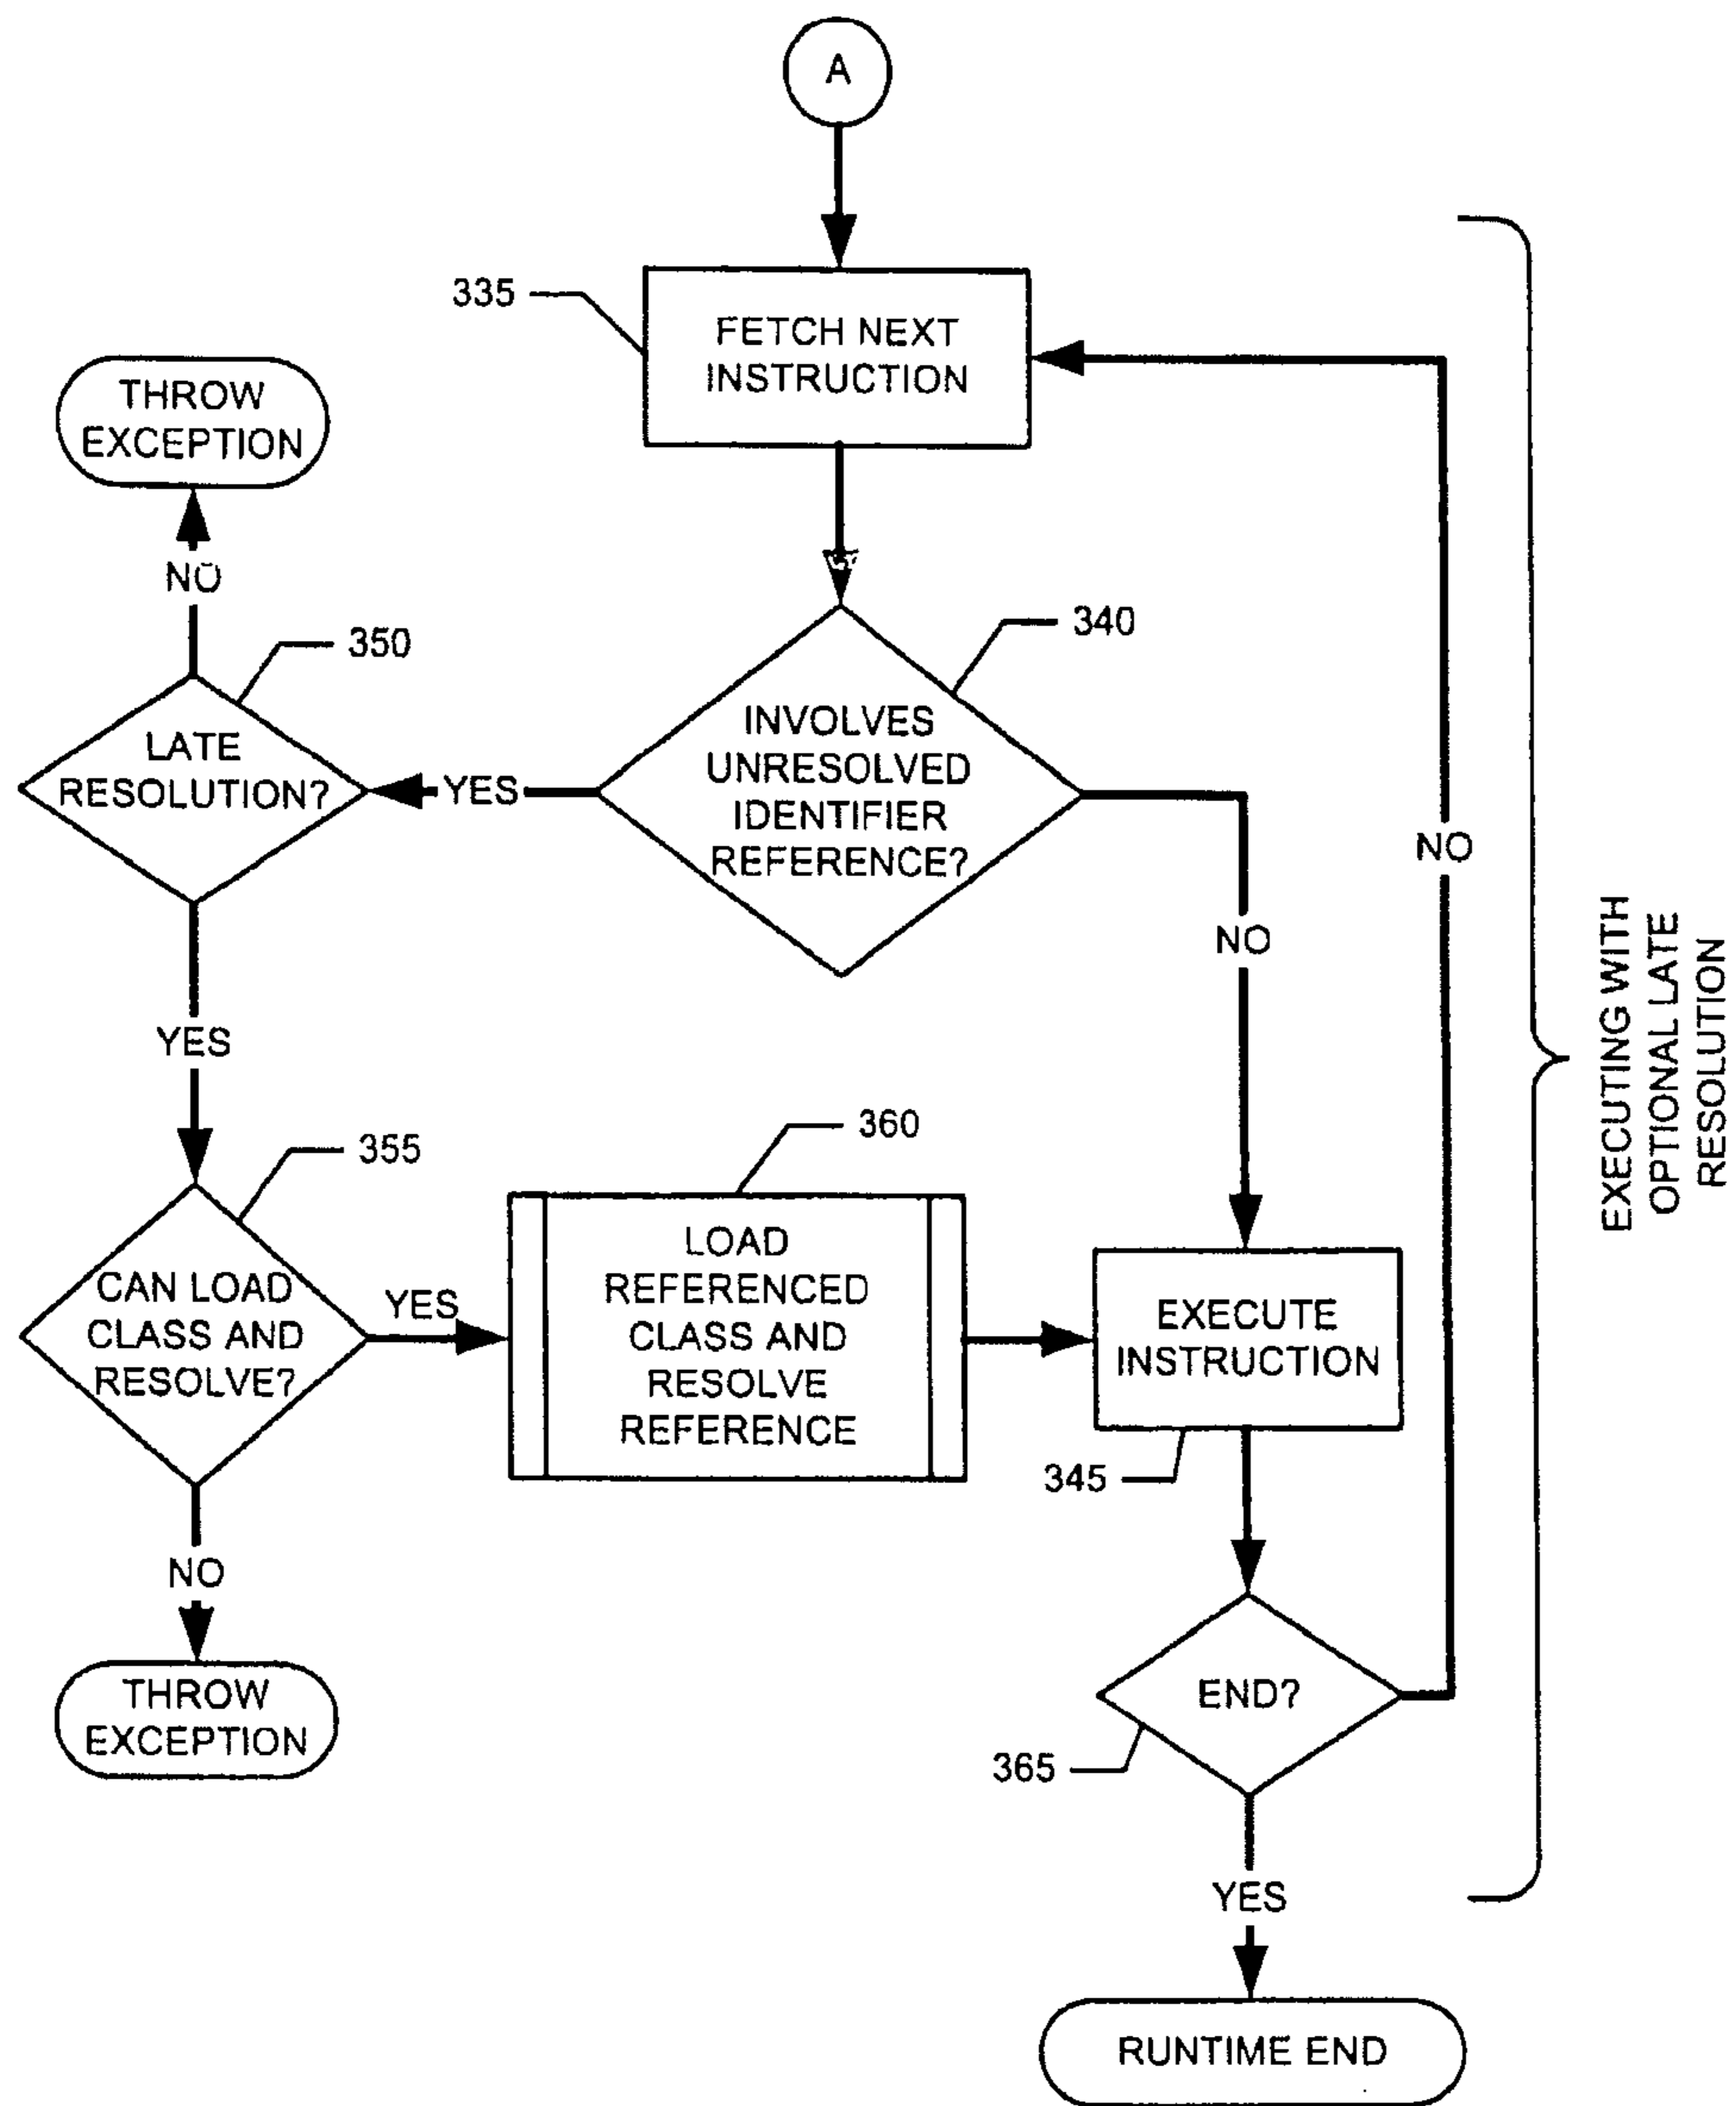 A
335
FETCH NEXT
INSTRUCTION
THROW
EXCEPTION
NO
350
340
LATE
RESOLUTION?
YES
INVOLVES
UNRESOLVED
IDENTIFIER
REFERENCE?
NO
NO
YES
EXECUTING WITH
OPTIONAL LATE
RESOLUTION
355
360
CAN LOAD
CLASS AND
RESOLVE?
YES
LOAD
REFERENCED
CLASS AND
RESOLVE
REFERENCE
EXECUTE
INSTRUCTION
345
NO
THROW
EXCEPTION
END?
365
YES
RUNTIME END